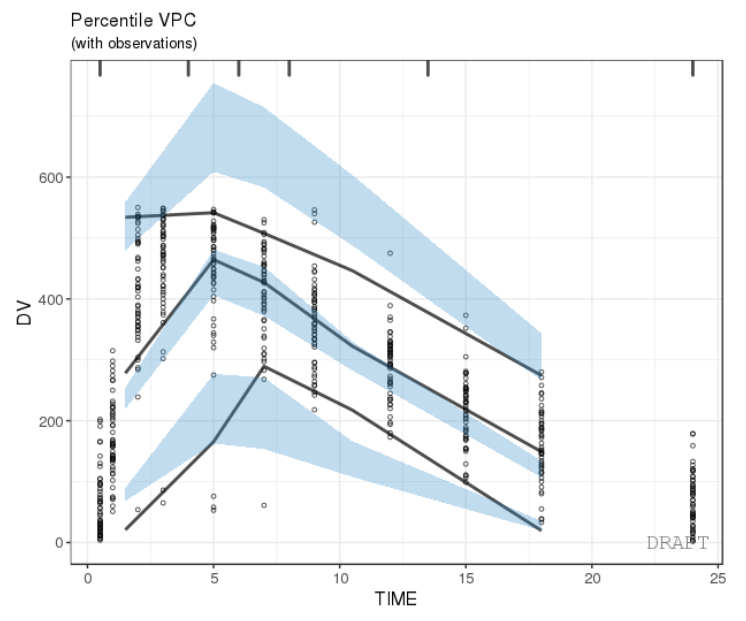 Percentile VPC
(with observations)
600
400
200
0
DV
0 5 10 15 20 25
TIME
DRAFT